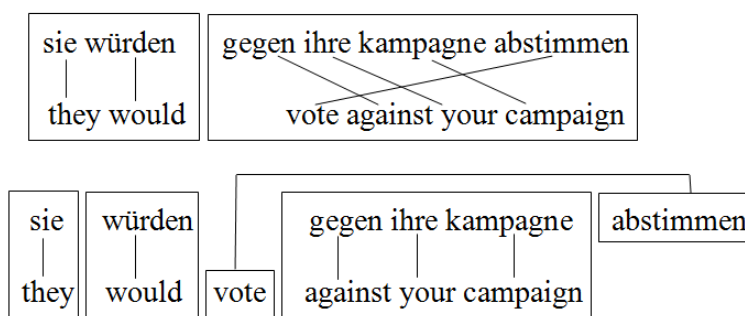 sie würden gegen ihre kampagne abstimmen
they would vote against your campaign
sie würden gegen ihre kampagne abstimmen
they would vote against your campaign